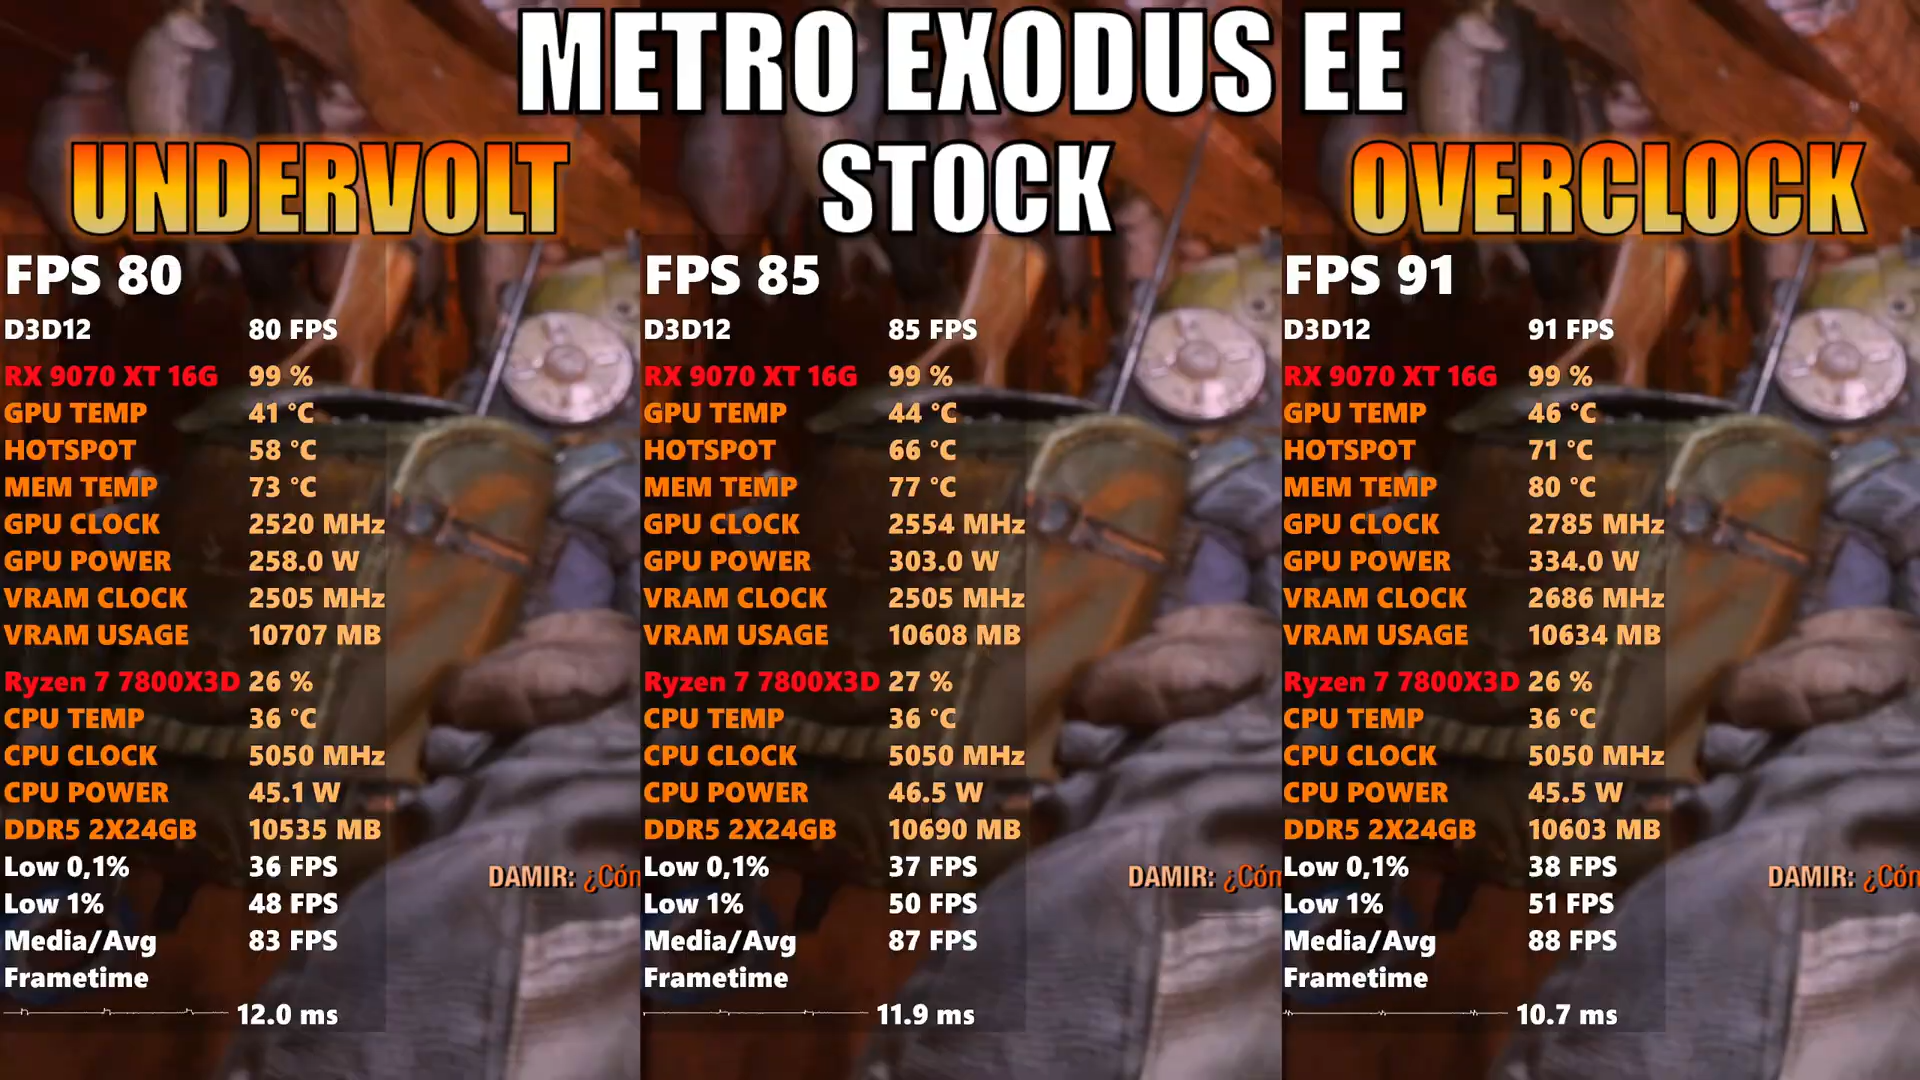 METRO EXODUS EE
UNDERVOLT
FPS 80
D3D12 80 FPS
RX 9070 XT 16G 99 %
GPU TEMP 41 °C
HOTSPOT 58 °C
MEM TEMP 73 °C
GPU CLOCK 2520 MHz
GPU POWER 258.0 W
VRAM CLOCK 2505 MHz
VRAM USAGE 10707 MB
Ryzen 7 7800X3D 26 %
CPU TEMP 36 °C
CPU CLOCK 5050 MHz
CPU POWER 45.1 W
DDR5 2X24GB 10535 MB
Low 0,1% 36 FPS
Low 1% 48 FPS
Media/Avg 83 FPS
Frametime
12.0 ms
DAMIR: ¿Cón
STOCK
FPS 85
D3D12 85 FPS
RX 9070 XT 16G 99 %
GPU TEMP 44 °C
HOTSPOT 66 °C
MEM TEMP 77 °C
GPU CLOCK 2554 MHz
GPU POWER 303.0 W
VRAM CLOCK 2505 MHz
VRAM USAGE 10608 MB
Ryzen 7 7800X3D 27 %
CPU TEMP 36 °C
CPU CLOCK 5050 MHz
CPU POWER 46.5 W
DDR5 2X24GB 10690 MB
Low 0,1% 37 FPS
Low 1% 50 FPS
Media/Avg 87 FPS
Frametime
11.9 ms
DAMIR: ¿Cón
OVERCLOCK
FPS 91
D3D12 91 FPS
RX 9070 XT 16G 99 %
GPU TEMP 46 °C
HOTSPOT 71 °C
MEM TEMP 80 °C
GPU CLOCK 2785 MHz
GPU POWER 334.0 W
VRAM CLOCK 2686 MHz
VRAM USAGE 10634 MB
Ryzen 7 7800X3D 26 %
CPU TEMP 36 °C
CPU CLOCK 5050 MHz
CPU POWER 45.5 W
DDR5 2X24GB 10603 MB
Low 0,1% 38 FPS
Low 1% 51 FPS
Media/Avg 88 FPS
Frametime
10.7 ms
DAMIR: ¿Cón